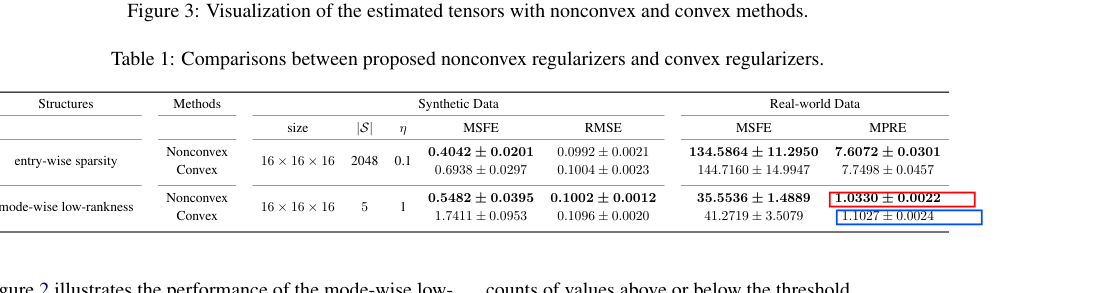 Figure 3: Visualization of the estimated tensors with nonconvex and convex methods.
Table 1: Comparisons between proposed nonconvex regularizers and convex regularizers.
Structures Methods Synthetic Data Real-world Data
size |𝒮| η MSFE RMSE MSFE MPRE
entry-wise sparsity Nonconvex 16 × 16 × 16 2048 0.1 0.4042 ± 0.0201 0.0992 ± 0.0021 134.5864 ± 11.2950 7.6072 ± 0.0301
Convex 0.6938 ± 0.0297 0.1004 ± 0.0023 144.7160 ± 14.9947 7.7498 ± 0.0457
mode-wise low-rankness Nonconvex 16 × 16 × 16 5 1 0.5482 ± 0.0395 0.1002 ± 0.0012 35.5536 ± 1.4889 1.0330 ± 0.0022
Convex 1.7411 ± 0.0953 0.1096 ± 0.0020 41.2719 ± 3.5079 1.1027 ± 0.0024
gure 2 illustrates the performance of the mode-wise low-
counts of values above or below the threshold